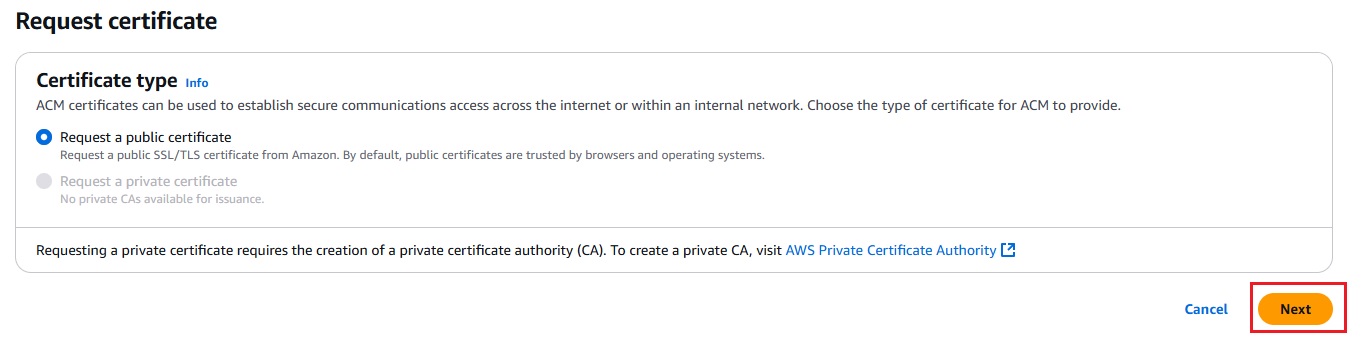 Request certificate
Certificate type Info
ACM certificates can be used to establish secure communications access across the internet or within an internal network. Choose the type of certificate for ACM to provide.
Request a public certificate
Request a public SSL/TLS certificate from Amazon. By default, public certificates are trusted by browsers and operating systems.
Request a private certificate
No private CAs available for issuance.
Requesting a private certificate requires the creation of a private certificate authority (CA). To create a private CA, visit AWS Private Certificate Authority
Cancel Next